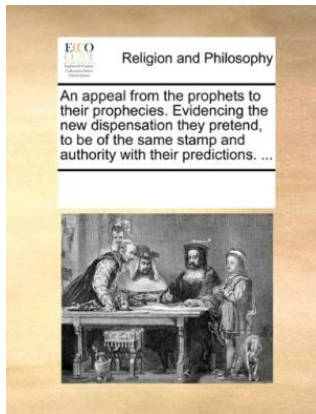 ECCO
Religion and Philosophy
An appeal from the prophets to
their prophecies. Evidencing the
new dispensation they pretend,
to be of the same stamp and
authority with their predictions. ...